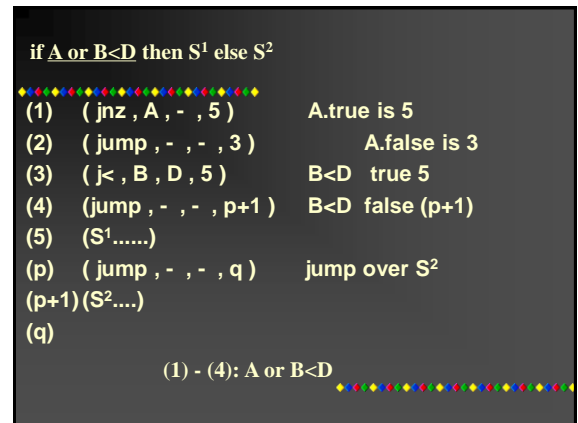 if A or B<D then S¹ else S²
(1) ( jnz , A , - , 5 ) A.true is 5
(2) ( jump , - , - , 3 ) A.false is 3
(3) ( j< , B , D , 5 ) B<D true 5
(4) (jump , - , - , p+1 ) B<D false (p+1)
(5) (S¹......)
(p) ( jump , - , - , q ) jump over S²
(p+1) (S²....)
(q)
(1) - (4): A or B<D